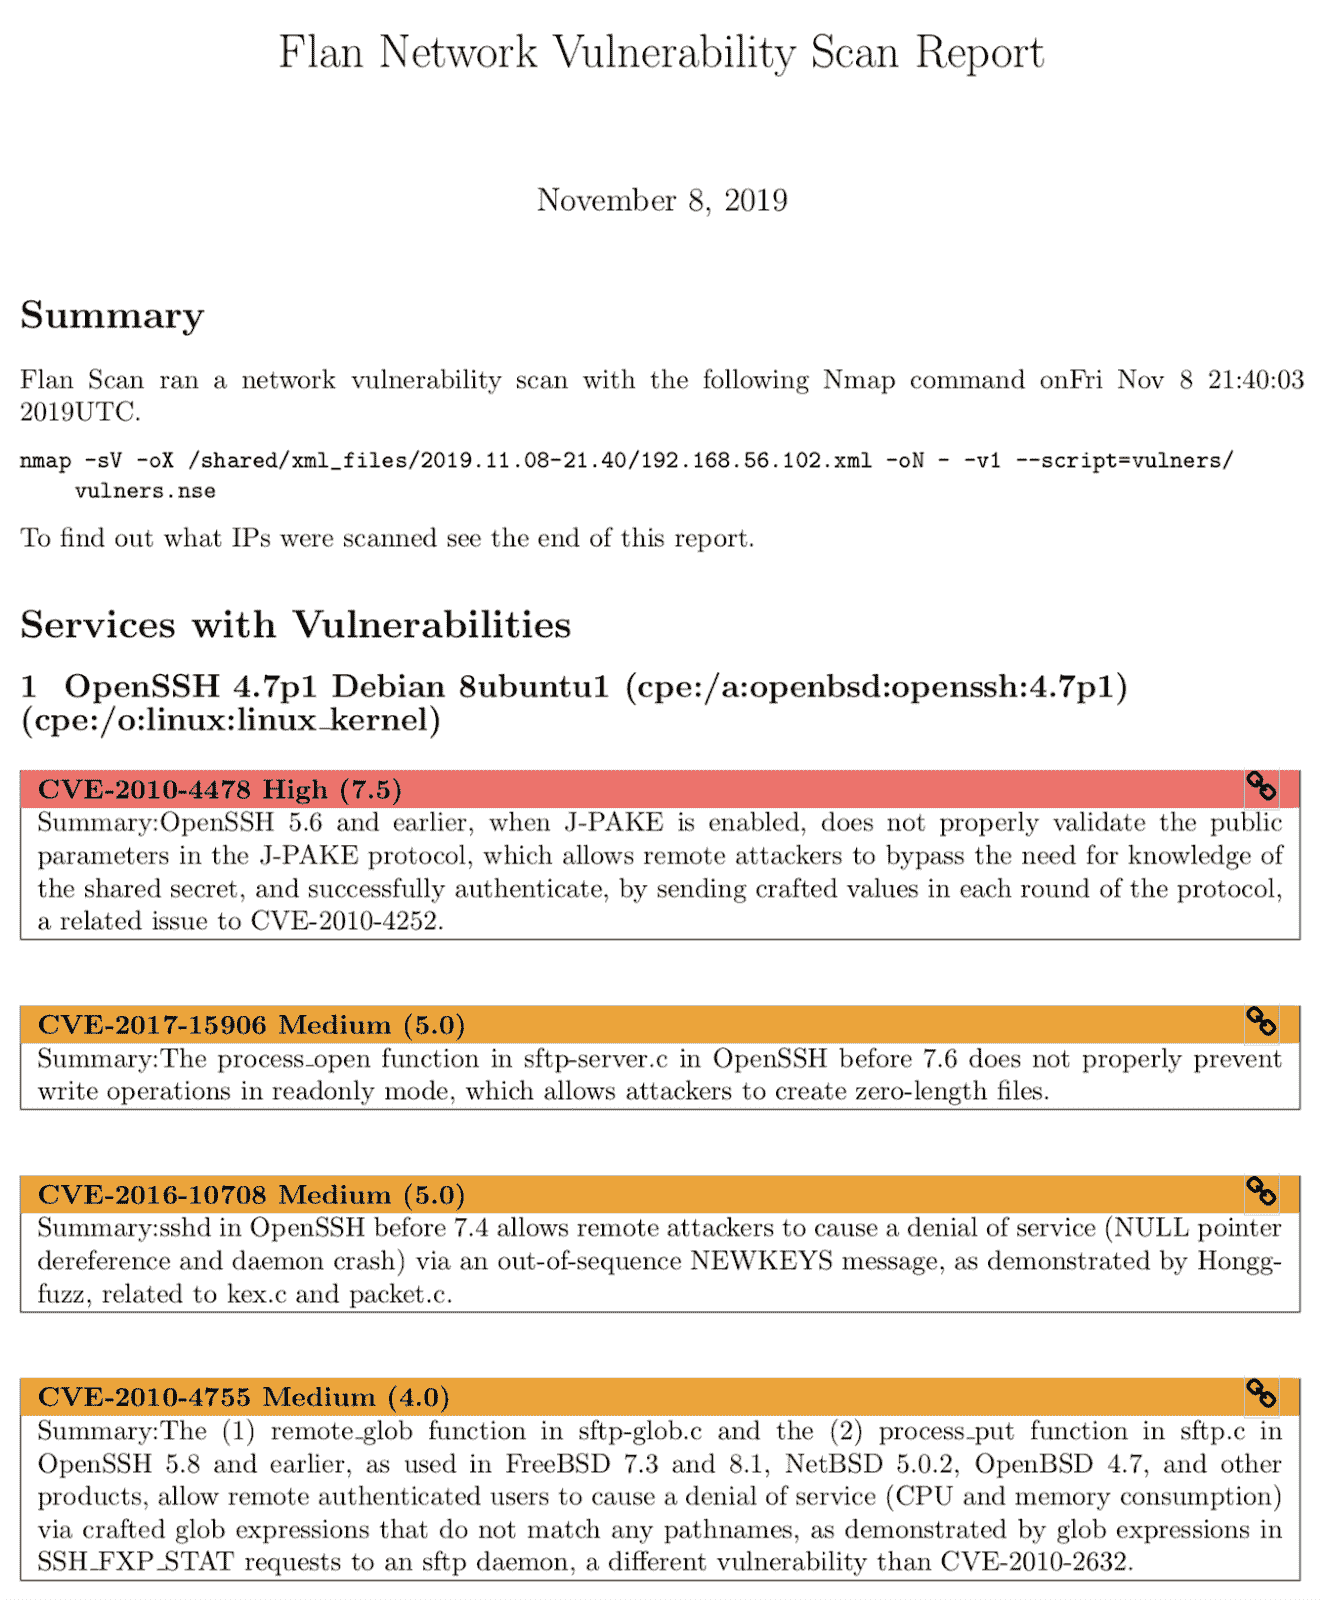 Flan Network Vulnerability Scan Report
November 8, 2019
Summary
Flan Scan ran a network vulnerability scan with the following Nmap command onFri Nov 8 21:40:03
2019UTC.
nmap -sV -oX /shared/xml_files/2019.11.08-21.40/192.168.56.102.xml -oN - -v1 --script=vulners/
vulners.nse
To find out what IPs were scanned see the end of this report.
Services with Vulnerabilities
1 OpenSSH 4.7p1 Debian 8ubuntu1 (cpe:/a:openbsd:openssh:4.7p1)
(cpe:/o:linux:linux_kernel)
CVE-2010-4478 High (7.5)
Summary:OpenSSH 5.6 and earlier, when J-PAKE is enabled, does not properly validate the public
parameters in the J-PAKE protocol, which allows remote attackers to bypass the need for knowledge of
the shared secret, and successfully authenticate, by sending crafted values in each round of the protocol,
a related issue to CVE-2010-4252.
CVE-2017-15906 Medium (5.0)
Summary:The process_open function in sftp-server.c in OpenSSH before 7.6 does not properly prevent
write operations in readonly mode, which allows attackers to create zero-length files.
CVE-2016-10708 Medium (5.0)
Summary:sshd in OpenSSH before 7.4 allows remote attackers to cause a denial of service (NULL pointer
dereference and daemon crash) via an out-of-sequence NEWKEYS message, as demonstrated by Hongg-
fuzz, related to kex.c and packet.c.
CVE-2010-4755 Medium (4.0)
Summary:The (1) remote_glob function in sftp-glob.c and the (2) process_put function in sftp.c in
OpenSSH 5.8 and earlier, as used in FreeBSD 7.3 and 8.1, NetBSD 5.0.2, OpenBSD 4.7, and other
products, allow remote authenticated users to cause a denial of service (CPU and memory consumption)
via crafted glob expressions that do not match any pathnames, as demonstrated by glob expressions in
SSH_FXP_STAT requests to an sftp daemon, a different vulnerability than CVE-2010-2632.